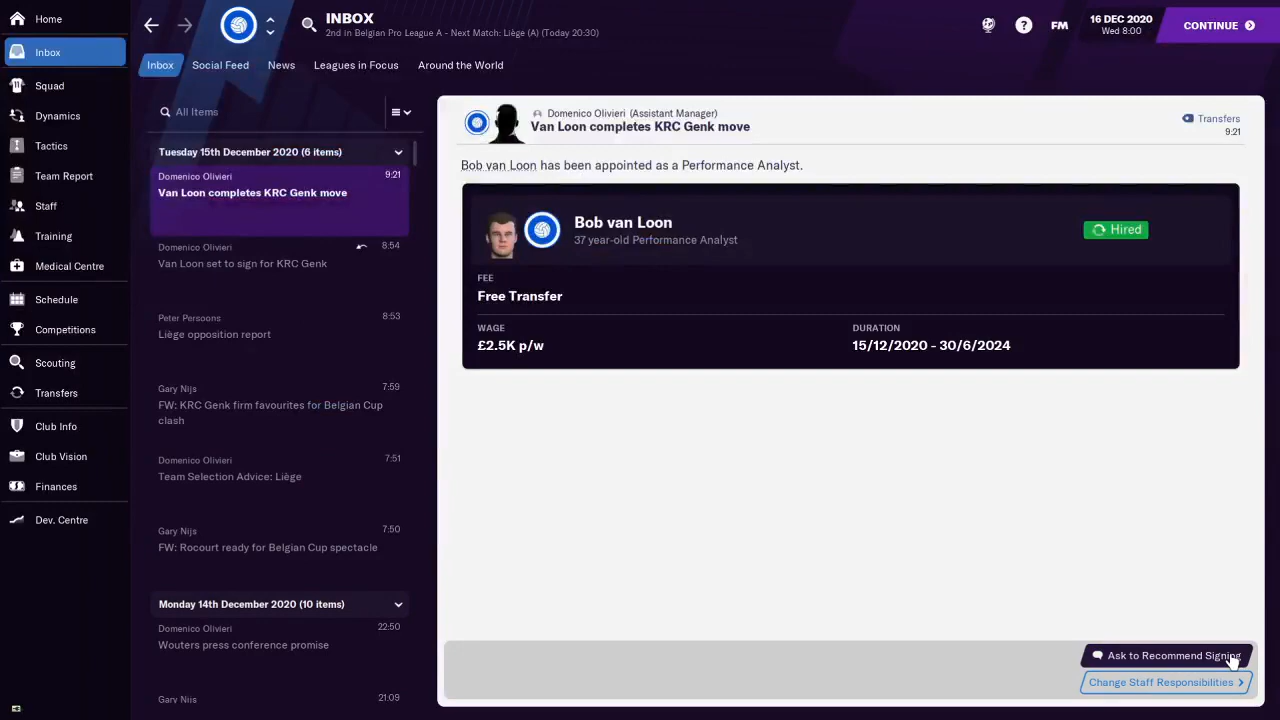 Home
Inbox
Squad
Dynamics
Tactics
Team Report
Staff
Training
Medical Centre
Schedule
Competitions
Scouting
Transfers
Club Info
Club Vision
Finances
Dev. Centre
INBOX
2nd in Belgian Pro League A - Next Match: Liège (A) (Today 20:30)
FM
16 DEC 2020
Wed 8:00
CONTINUE
Inbox Social Feed News Leagues in Focus Around the World
All Items
Tuesday 15th December 2020 (6 items)
Domenico Olivieri 9:21
Van Loon completes KRC Genk move
Domenico Olivieri 8:54
Van Loon set to sign for KRC Genk
Peter Persoons 8:53
Liège opposition report
Gary Nijs 7:59
FW: KRC Genk firm favourites for Belgian Cup
clash
Domenico Olivieri 7:51
Team Selection Advice: Liège
Gary Nijs 7:50
FW: Rocourt ready for Belgian Cup spectacle
Monday 14th December 2020 (10 items)
Domenico Olivieri 22:50
Wouters press conference promise
Gary Nijs 21:09
Domenico Olivieri (Assistant Manager)
Van Loon completes KRC Genk move
Transfers
9:21
Bob van Loon has been appointed as a Performance Analyst.
Bob van Loon
37 year-old Performance Analyst
Hired
FEE
Free Transfer
WAGE DURATION
£2.5K p/w 15/12/2020 - 30/6/2024
Ask to Recommend Signing
Change Staff Responsibilities